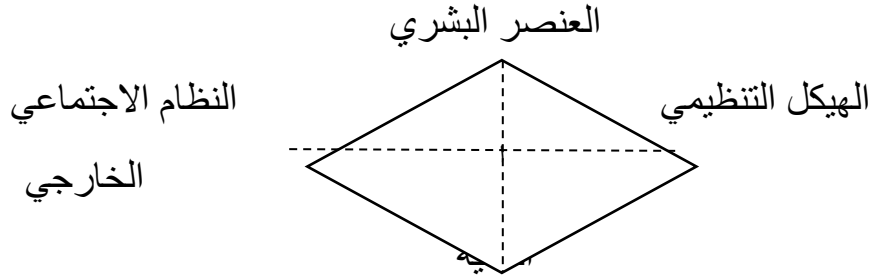 العنصر البشري
الهيكل التنظيمي
النظام الاجتماعي
الخارجي